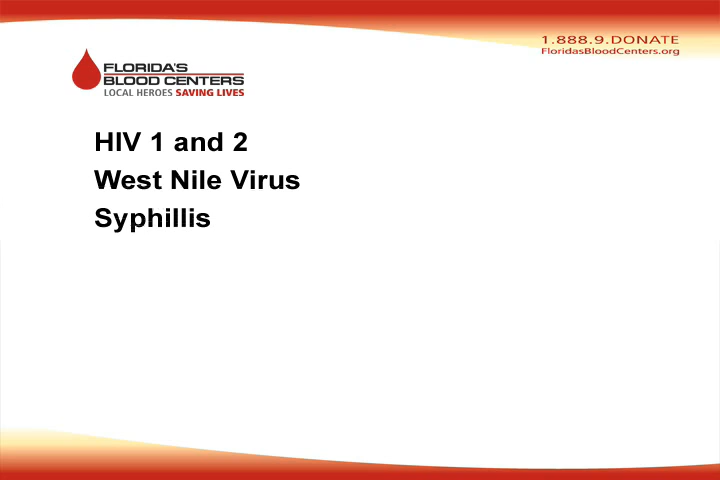 1.888.9.DONATE
FloridasBloodCenters.org
FLORIDA'S
BLOOD CENTERS
LOCAL HEROES SAVING LIVES
HIV 1 and 2
West Nile Virus
Syphillis